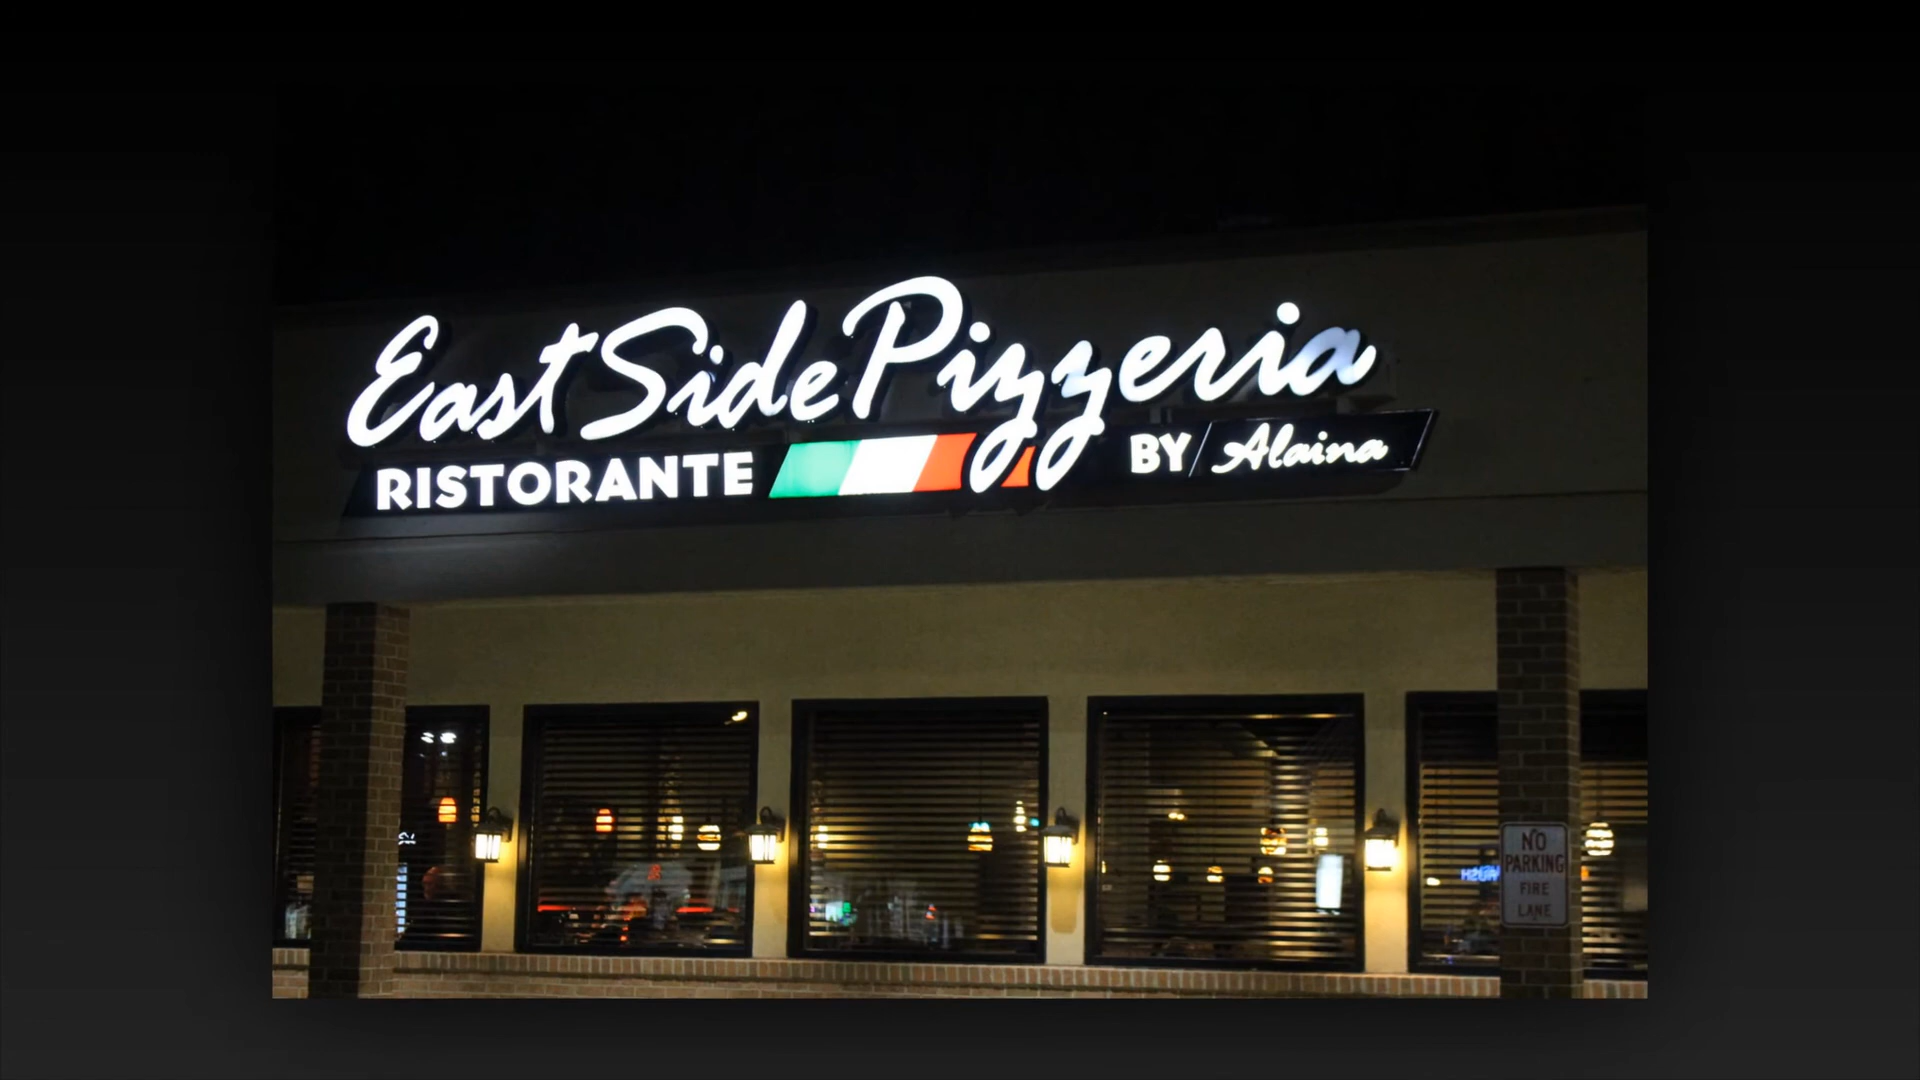 East Side Pizzeria
RISTORANTE
BY / Alaina
NO
PARKING
FIRE
LANE